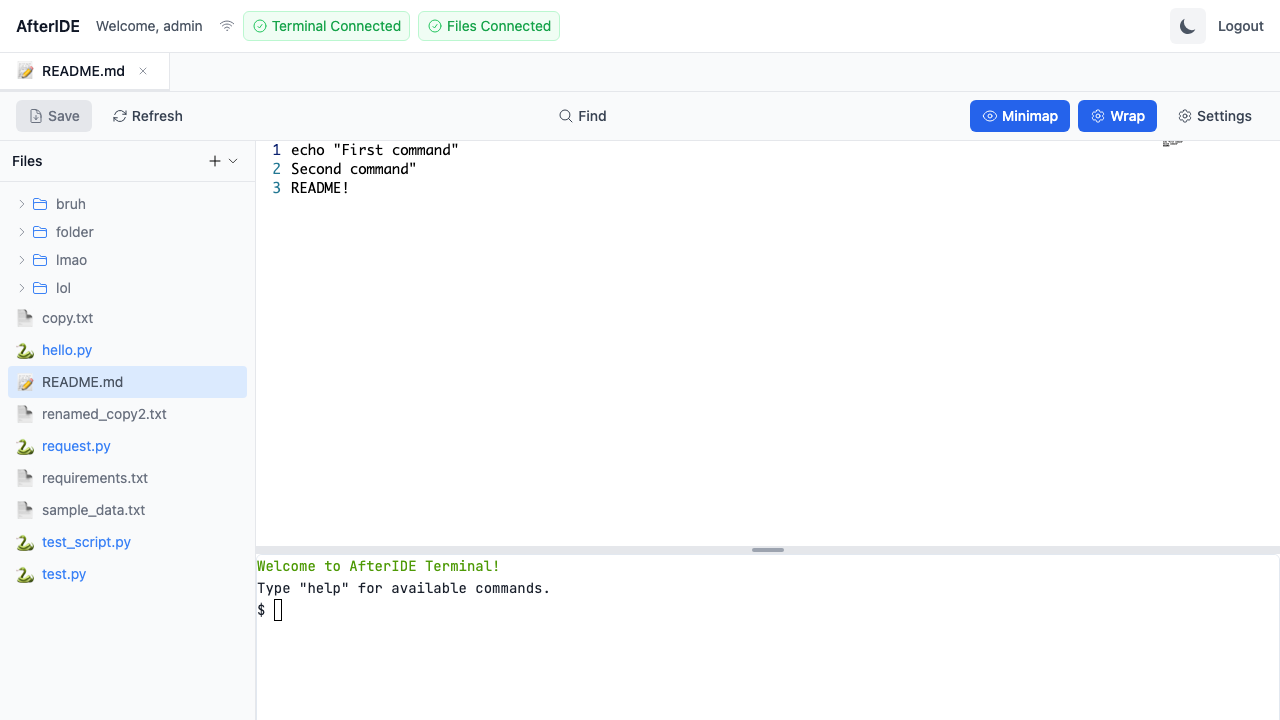 AfterIDE Welcome, admin Terminal Connected Files Connected Logout
README.md
Save Refresh Find Minimap Wrap Settings
Files
bruh
folder
lmao
lol
copy.txt
hello.py
README.md
renamed_copy2.txt
request.py
requirements.txt
sample_data.txt
test_script.py
test.py
1 echo "First command"
2 Second command"
3 README!
Welcome to AfterIDE Terminal!
Type "help" for available commands.
$